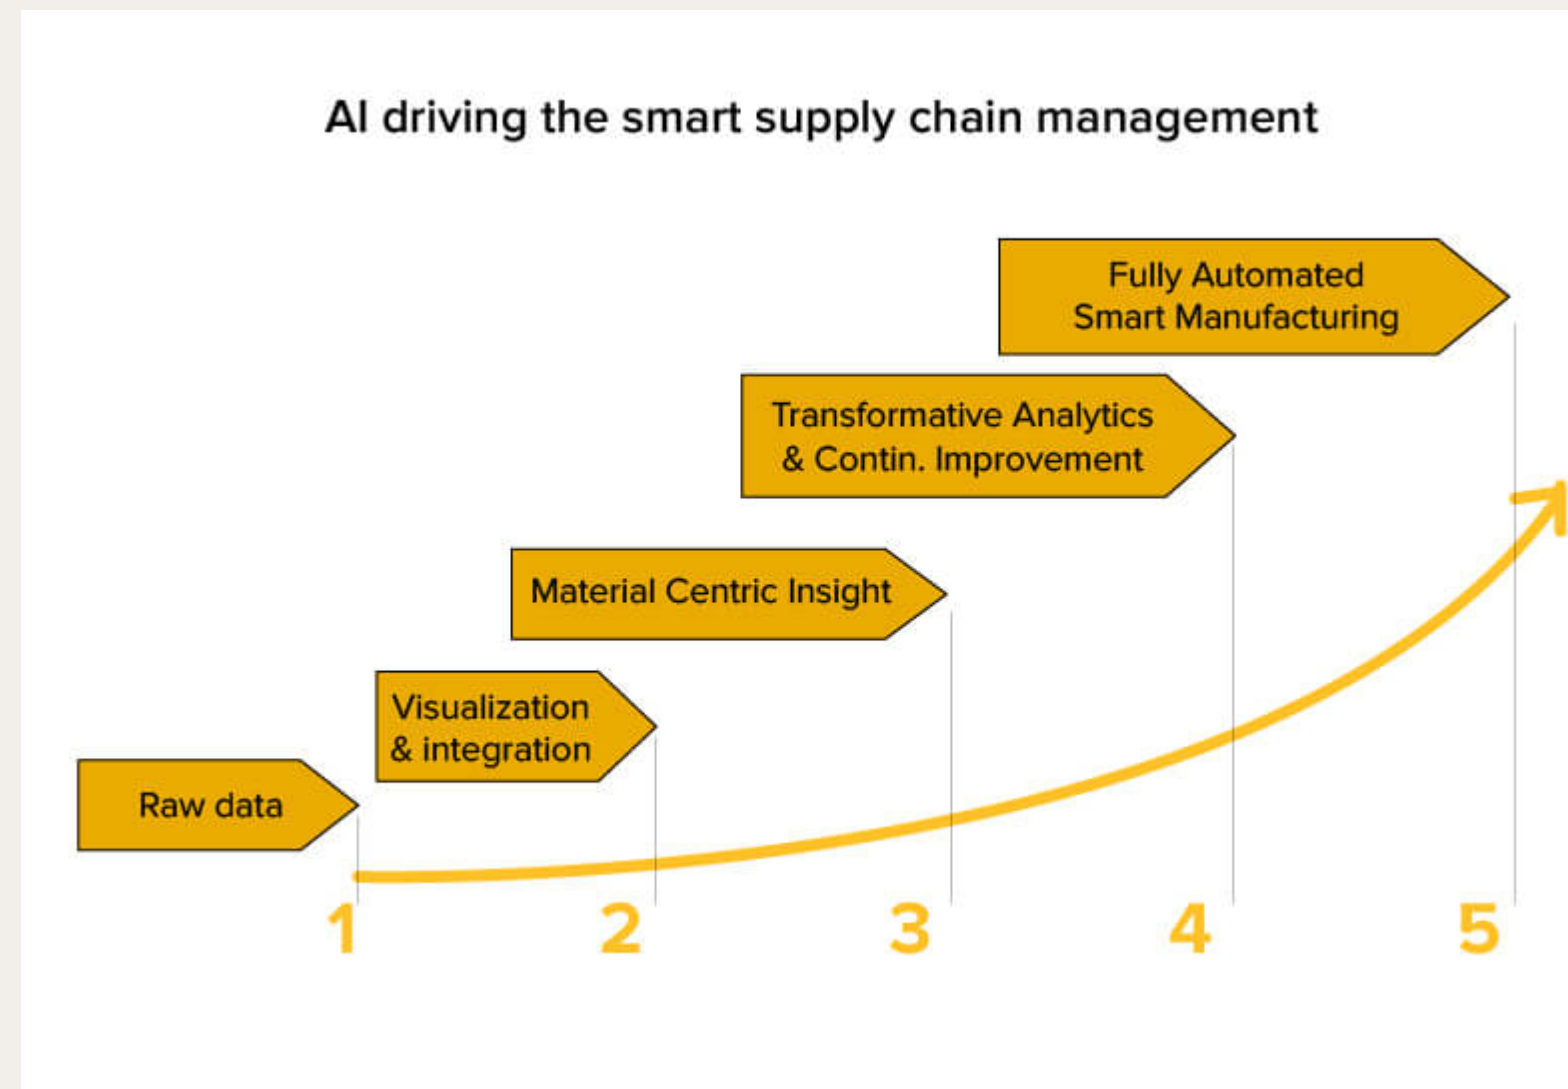 AI driving the smart supply chain management
Fully Automated
Smart Manufacturing
Transformative Analytics
& Contin. Improvement
Material Centric Insight
Visualization
& integration
Raw data
1
2
3
4
5